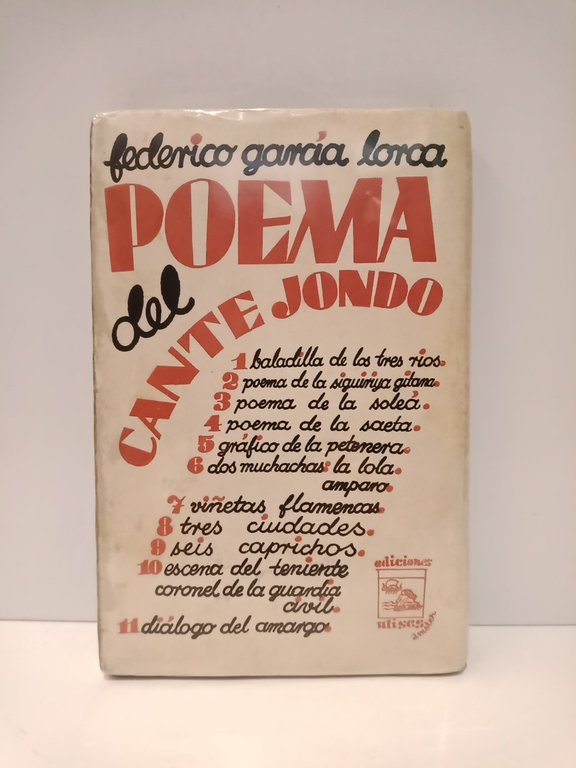 federico garcía lorca
POEMA
del
CANTE JONDO
1 baladilla de los tres rios.
2 poema de la siguiriya gitana.
3 poema de la soleá.
4 poema de la saeta.
5 gráfico de la petenera.
6 dos muchachas: la lola.
amparo.
7 viñetas flamencas.
8 tres ciudades.
9 seis caprichos.
10 escena del teniente
coronel de la guardia
civil.
11 diálogo del amargo.
ediciones
ulises
amster